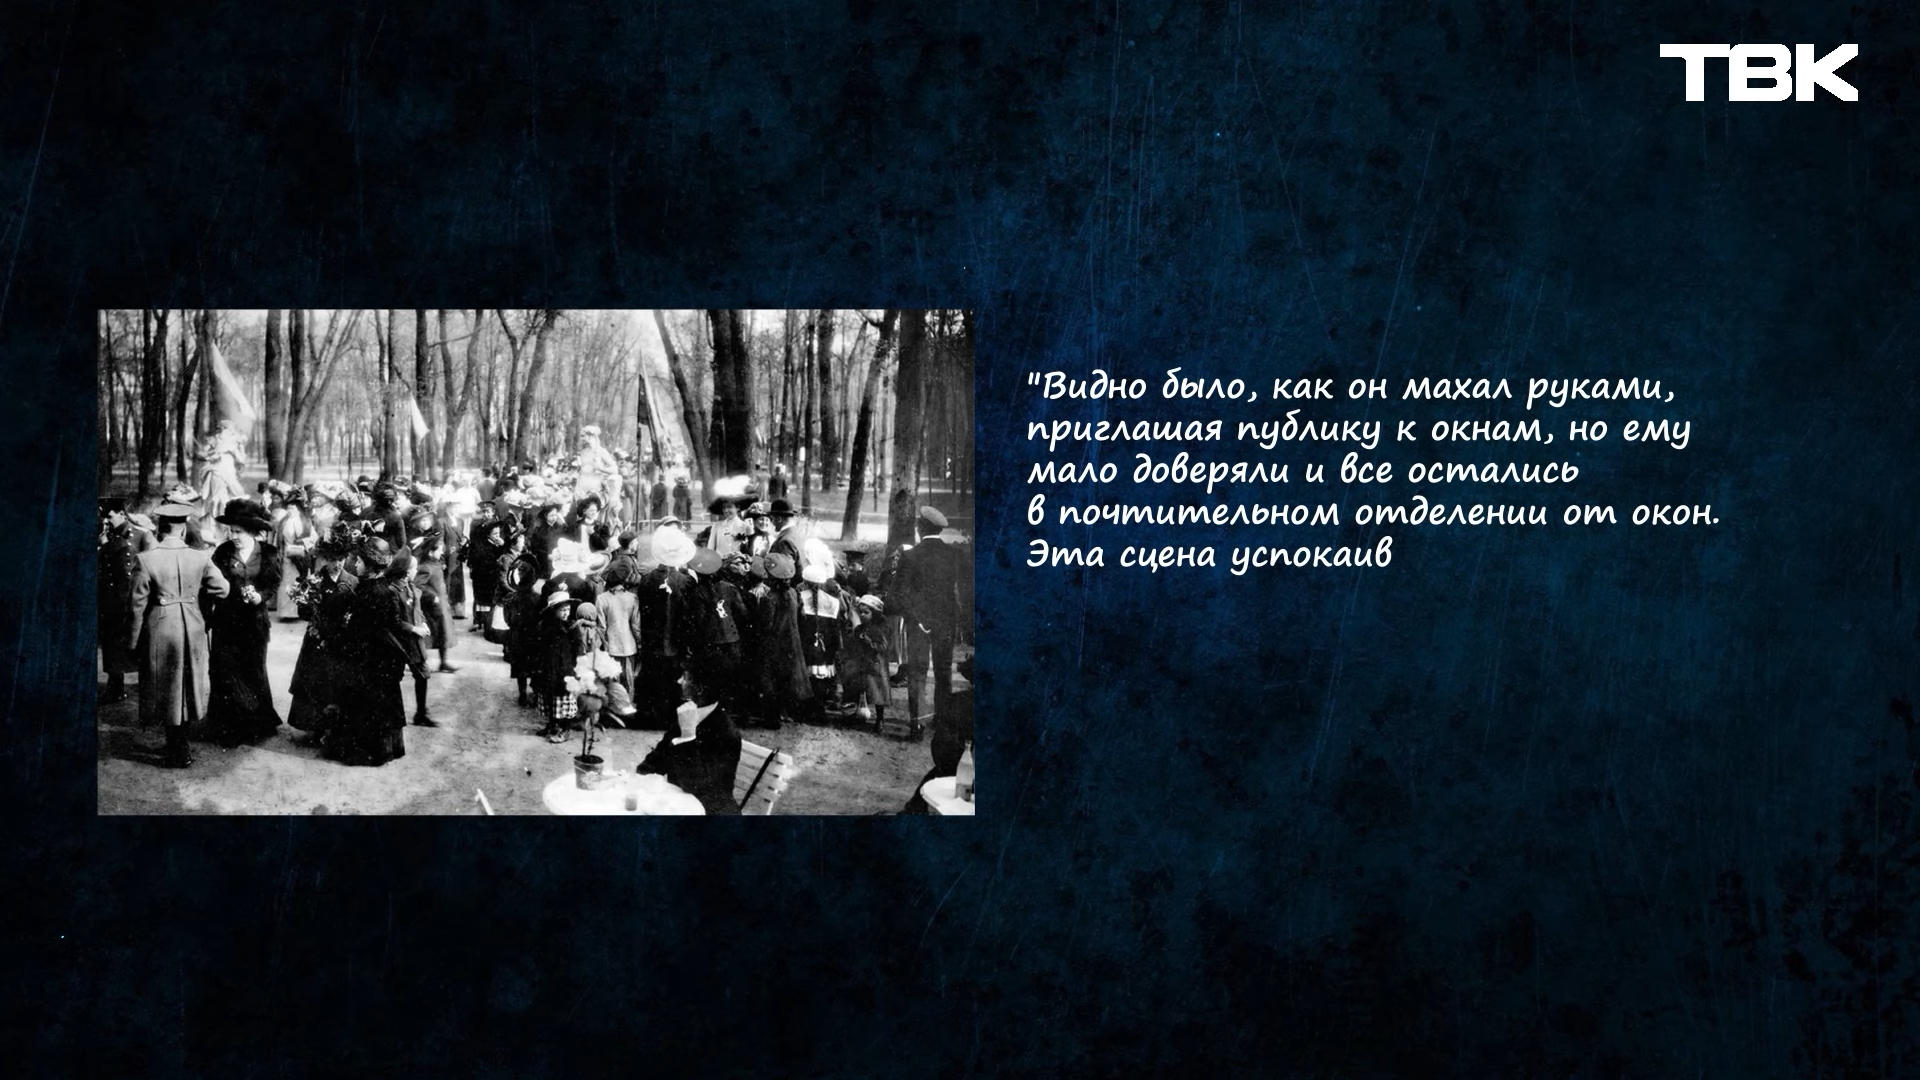 ТВК
"Видно было, как он махал руками,
приглашая публику к окнам, но ему
мало доверяли и все остались
в почтительном отделении от окон.
Эта сцена успокаив